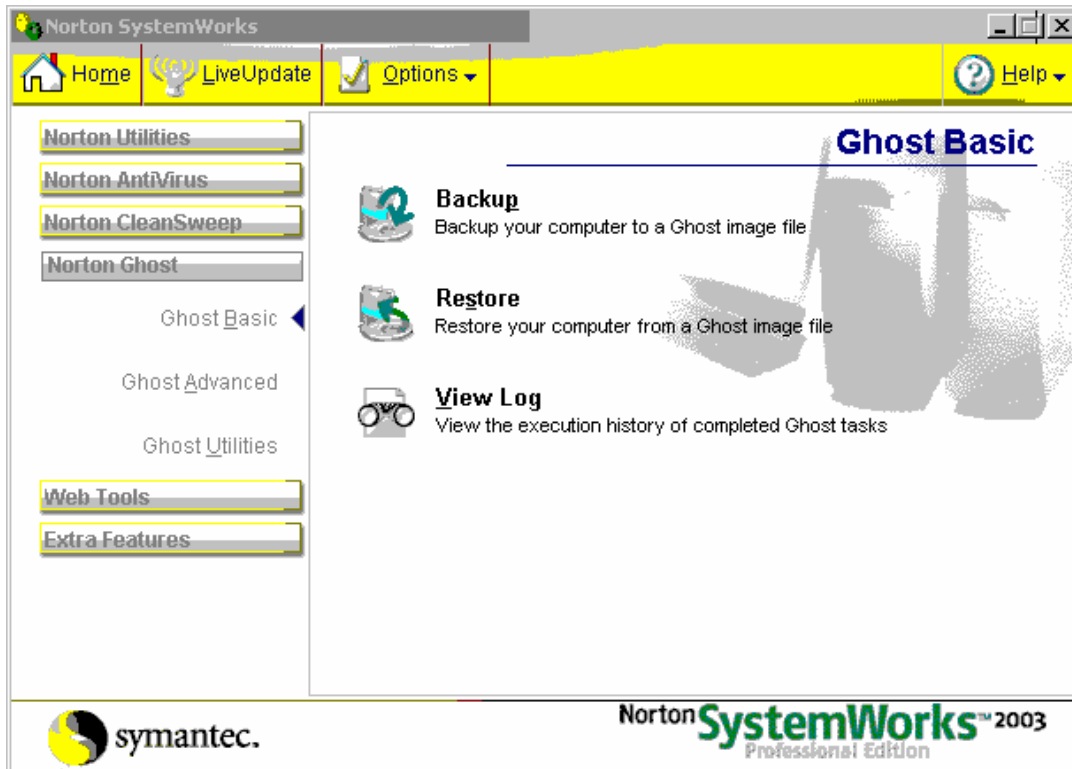 Norton SystemWorks
Home
LiveUpdate
Options
Help
Norton Utilities
Norton AntiVirus
Norton CleanSweep
Norton Ghost
Ghost Basic
Ghost Advanced
Ghost Utilities
Web Tools
Extra Features
Ghost Basic
Backup
Backup your computer to a Ghost image file
Restore
Restore your computer from a Ghost image file
View Log
View the execution history of completed Ghost tasks
symantec.
Norton SystemWorks™ 2003
Professional Edition